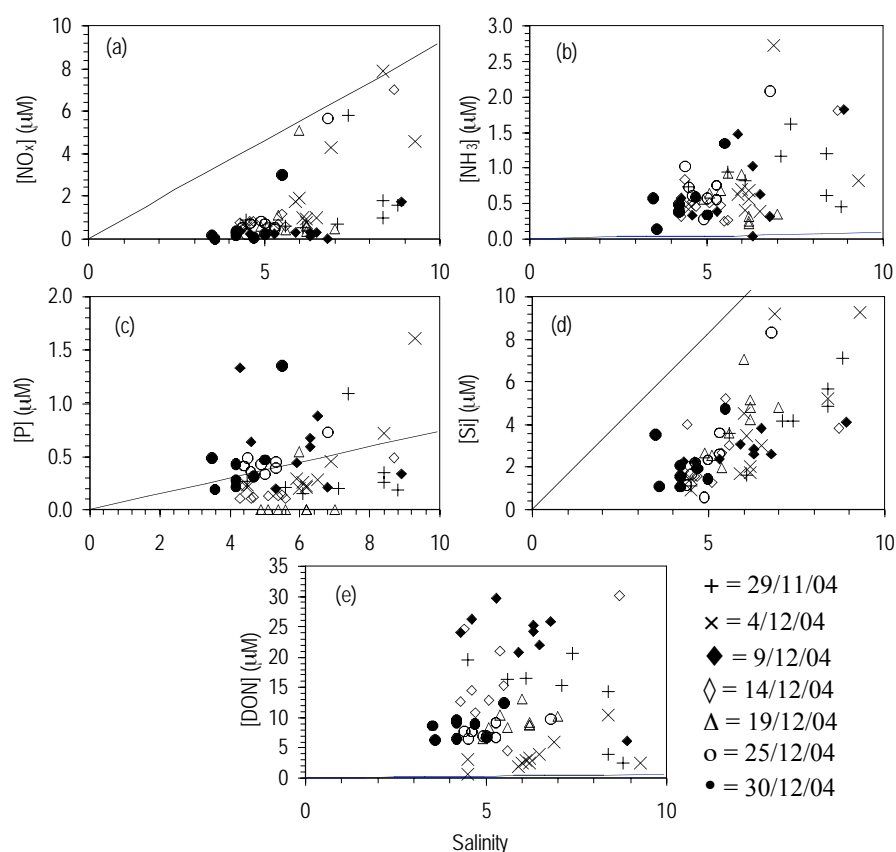 (a)
[NOx] (µM)
10
8
6
4
2
0
0 5 10
(b)
[NH3] (µM)
3.0
2.5
2.0
1.5
1.0
0.5
0.0
0 5 10
(c)
[P] (µM)
2.0
1.5
1.0
0.5
0.0
0 2 4 6 8 10
(d)
[Si] (µM)
10
8
6
4
2
0
0 5 10
(e)
[DON] (µM)
35
30
25
20
15
10
5
0
0 5 10
Salinity
+ = 29/11/04
× = 4/12/04
◆ = 9/12/04
◊ = 14/12/04
Δ = 19/12/04
o = 25/12/04
• = 30/12/04